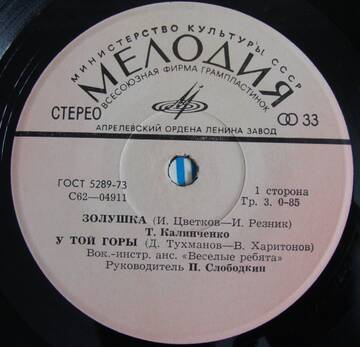 МИНИСТЕРСТВО КУЛЬТУРЫ СССР
МЕЛОДИЯ
ВСЕСОЮЗНАЯ ФИРМА ГРАМПЛАСТИНОК
СТЕРЕО
33
АПРЕЛЕВСКИЙ ОРДЕНА ЛЕНИНА ЗАВОД
ГОСТ 5289-73
С62—04911
1 сторона
Гр. 3. 0-85
ЗОЛУШКА (И. Цветков—И. Резник)
Т. Калинченко
У ТОЙ ГОРЫ (Д. Тухманов—В. Харитонов)
Вок.-инстр. анс. «Веселые ребята»
Руководитель П. Слободкин